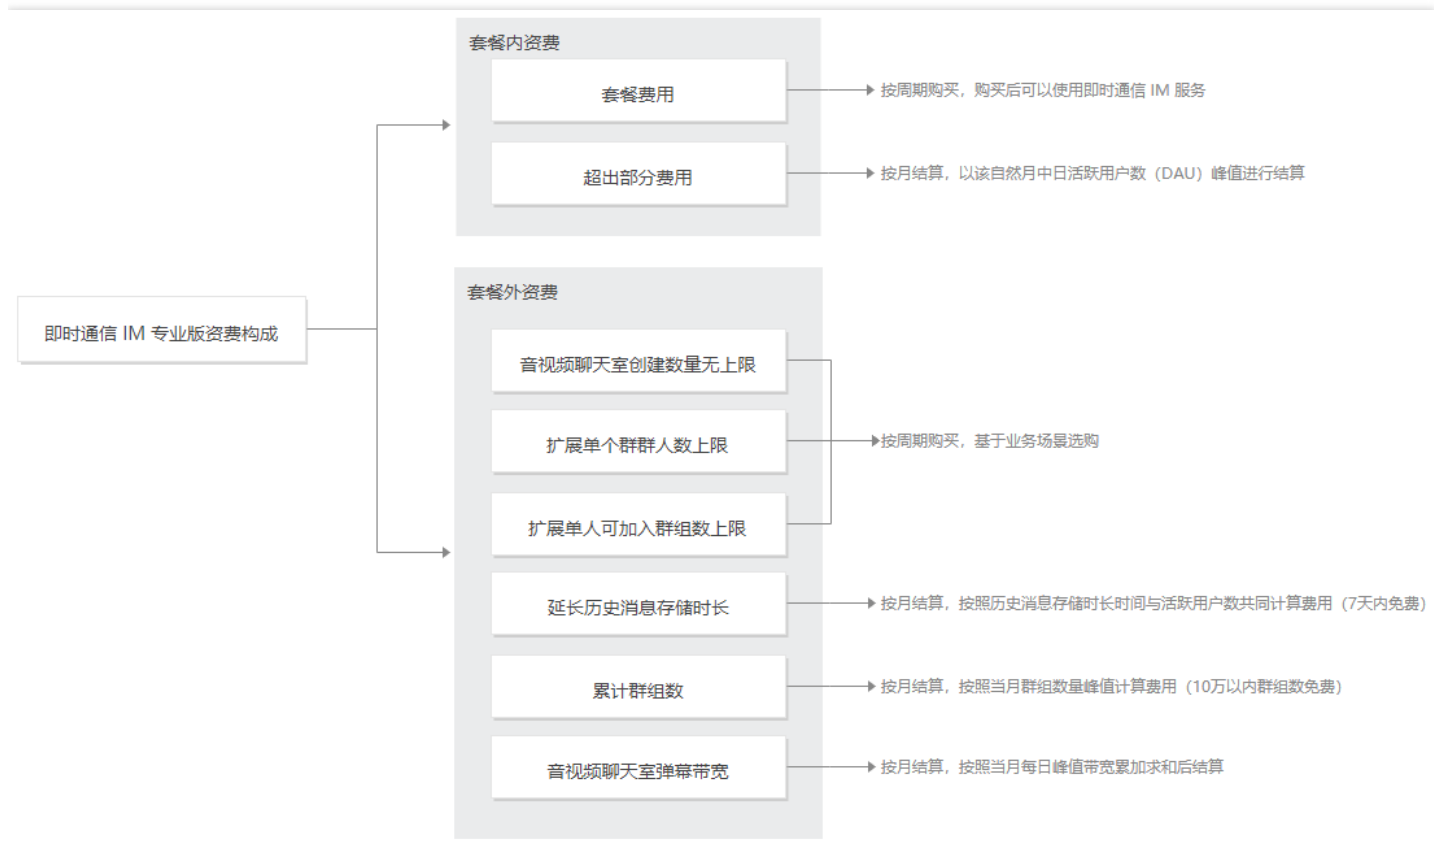 套餐内资费
套餐费用
按周期购买，购买后可以使用即时通信 IM 服务
超出部分费用
按月结算，以该自然月中日活跃用户数（DAU）峰值进行结算
即时通信 IM 专业版资费构成
套餐外资费
音视频聊天室创建数量无上限
扩展单个群群人数上限
按周期购买，基于业务场景选购
扩展单人可加入群组数上限
延长历史消息存储时长
按月结算，按照历史消息存储时长时间与活跃用户数共同计算费用（7天内免费）
累计群组数
按月结算，按照当月群组数量峰值计算费用（10万以内群组数免费）
音视频聊天室弹幕带宽
按月结算，按照当月每日峰值带宽累加求和后结算